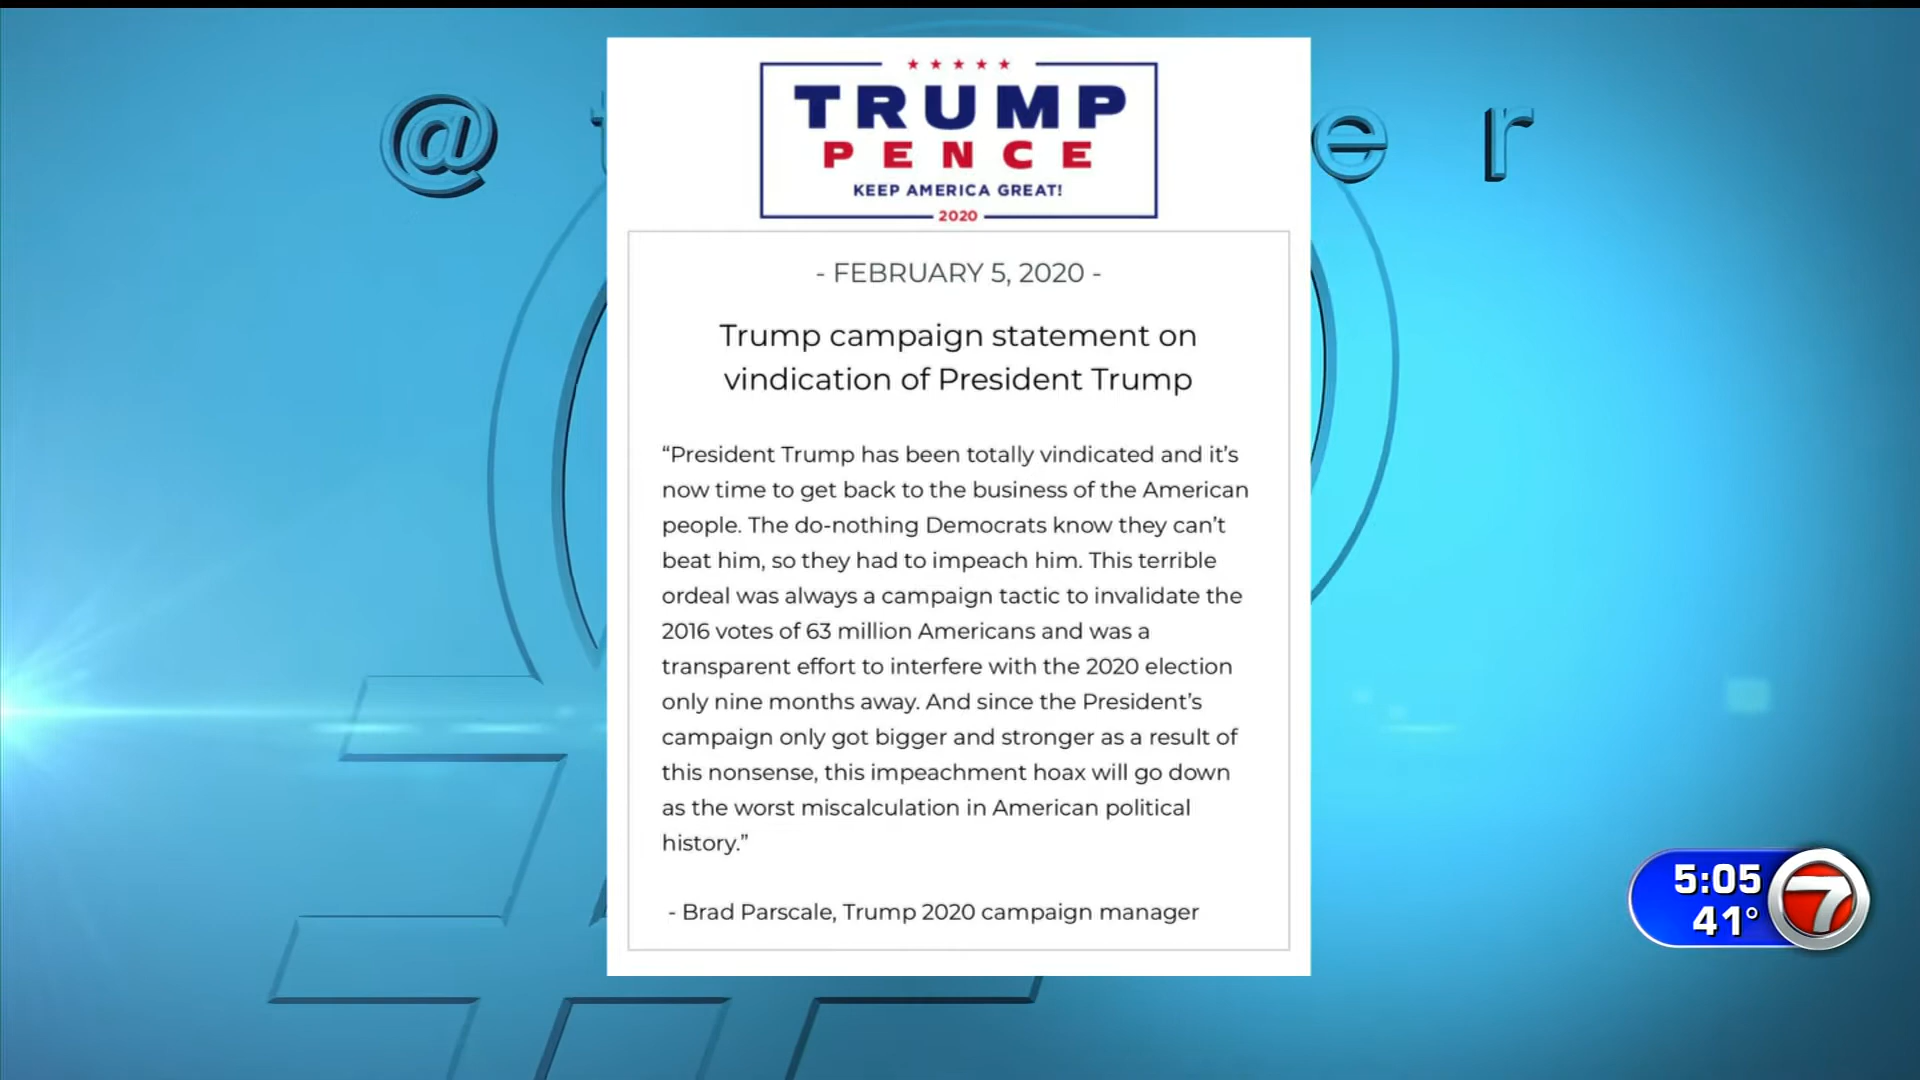 @ t e r
TRUMP
PENCE
KEEP AMERICA GREAT!
2020
- FEBRUARY 5, 2020 -
Trump campaign statement on
vindication of President Trump
“President Trump has been totally vindicated and it’s
now time to get back to the business of the American
people. The do-nothing Democrats know they can’t
beat him, so they had to impeach him. This terrible
ordeal was always a campaign tactic to invalidate the
2016 votes of 63 million Americans and was a
transparent effort to interfere with the 2020 election
only nine months away. And since the President’s
campaign only got bigger and stronger as a result of
this nonsense, this impeachment hoax will go down
as the worst miscalculation in American political
history.”
- Brad Parscale, Trump 2020 campaign manager
5:05
41°
7